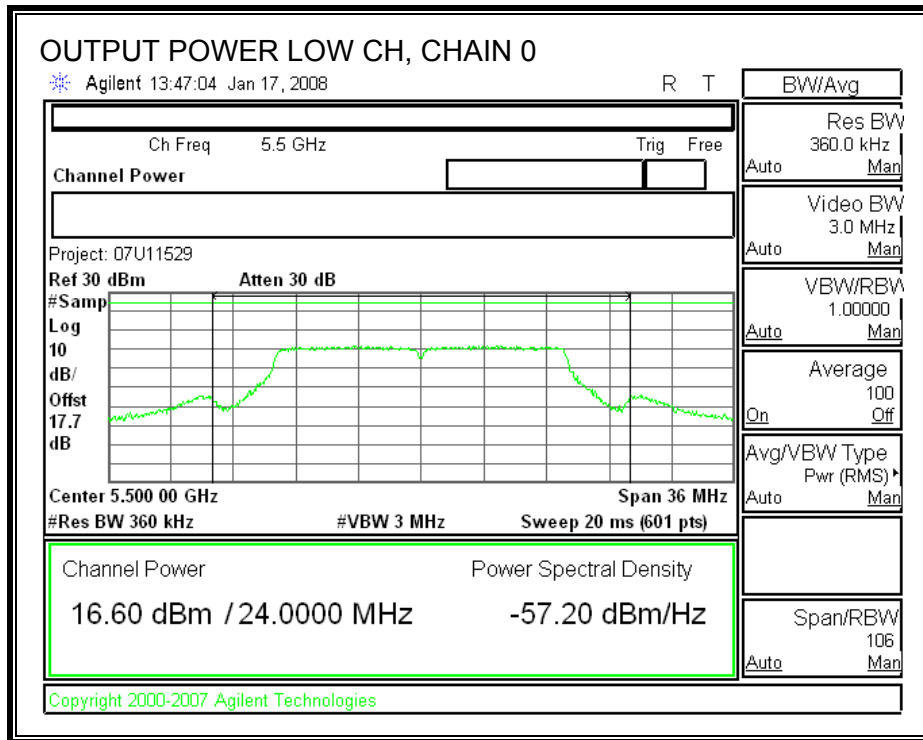 OUTPUT POWER LOW CH, CHAIN 0
Agilent 13:47:04 Jan 17, 2008 R T
Ch Freq 5.5 GHz Trig Free
Channel Power
Project: 07U11529
Ref 30 dBm Atten 30 dB
#Samp
Log
10
dB/
Offst
17.7
dB
Center 5.500 00 GHz Span 36 MHz
#Res BW 360 kHz #VBW 3 MHz Sweep 20 ms (601 pts)
Channel Power Power Spectral Density
16.60 dBm / 24.0000 MHz -57.20 dBm/Hz
Copyright 2000-2007 Agilent Technologies
BW/Avg
Res BW
360.0 kHz
Auto Man
Video BW
3.0 MHz
Auto Man
VBW/RBW
1.00000
Auto Man
Average
100
On Off
Avg/VBW Type
Pwr (RMS)
Auto Man
Span/RBW
106
Auto Man